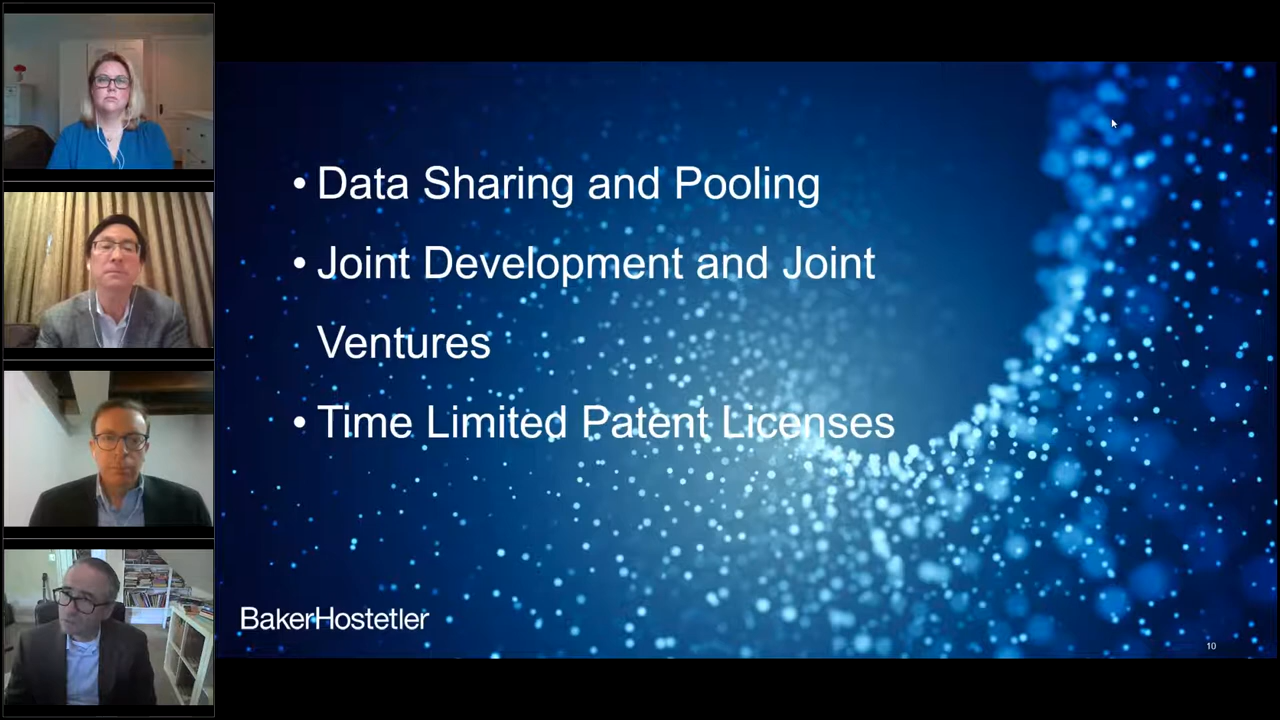 • Data Sharing and Pooling
• Joint Development and Joint
Ventures
• Time Limited Patent Licenses
BakerHostetler
10